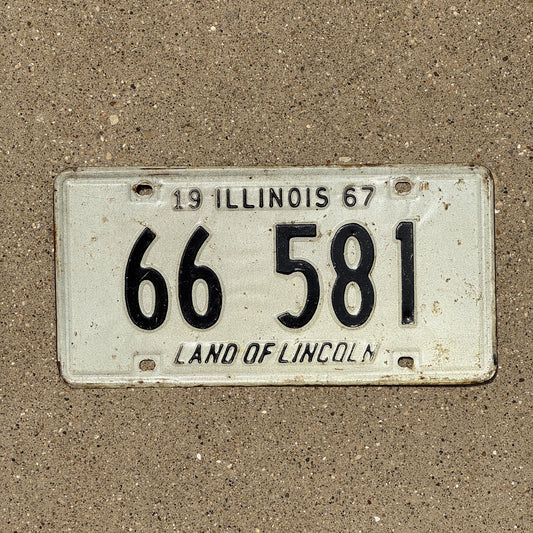 19 ILLINOIS 67
66 581
LAND OF LINCOLN